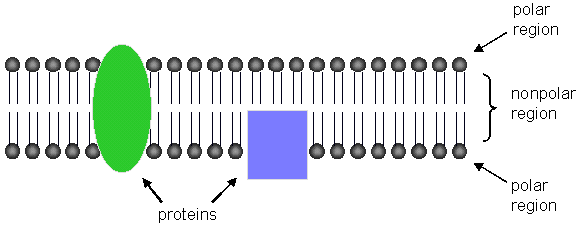 polar
region
nonpolar
region
polar
region
proteins